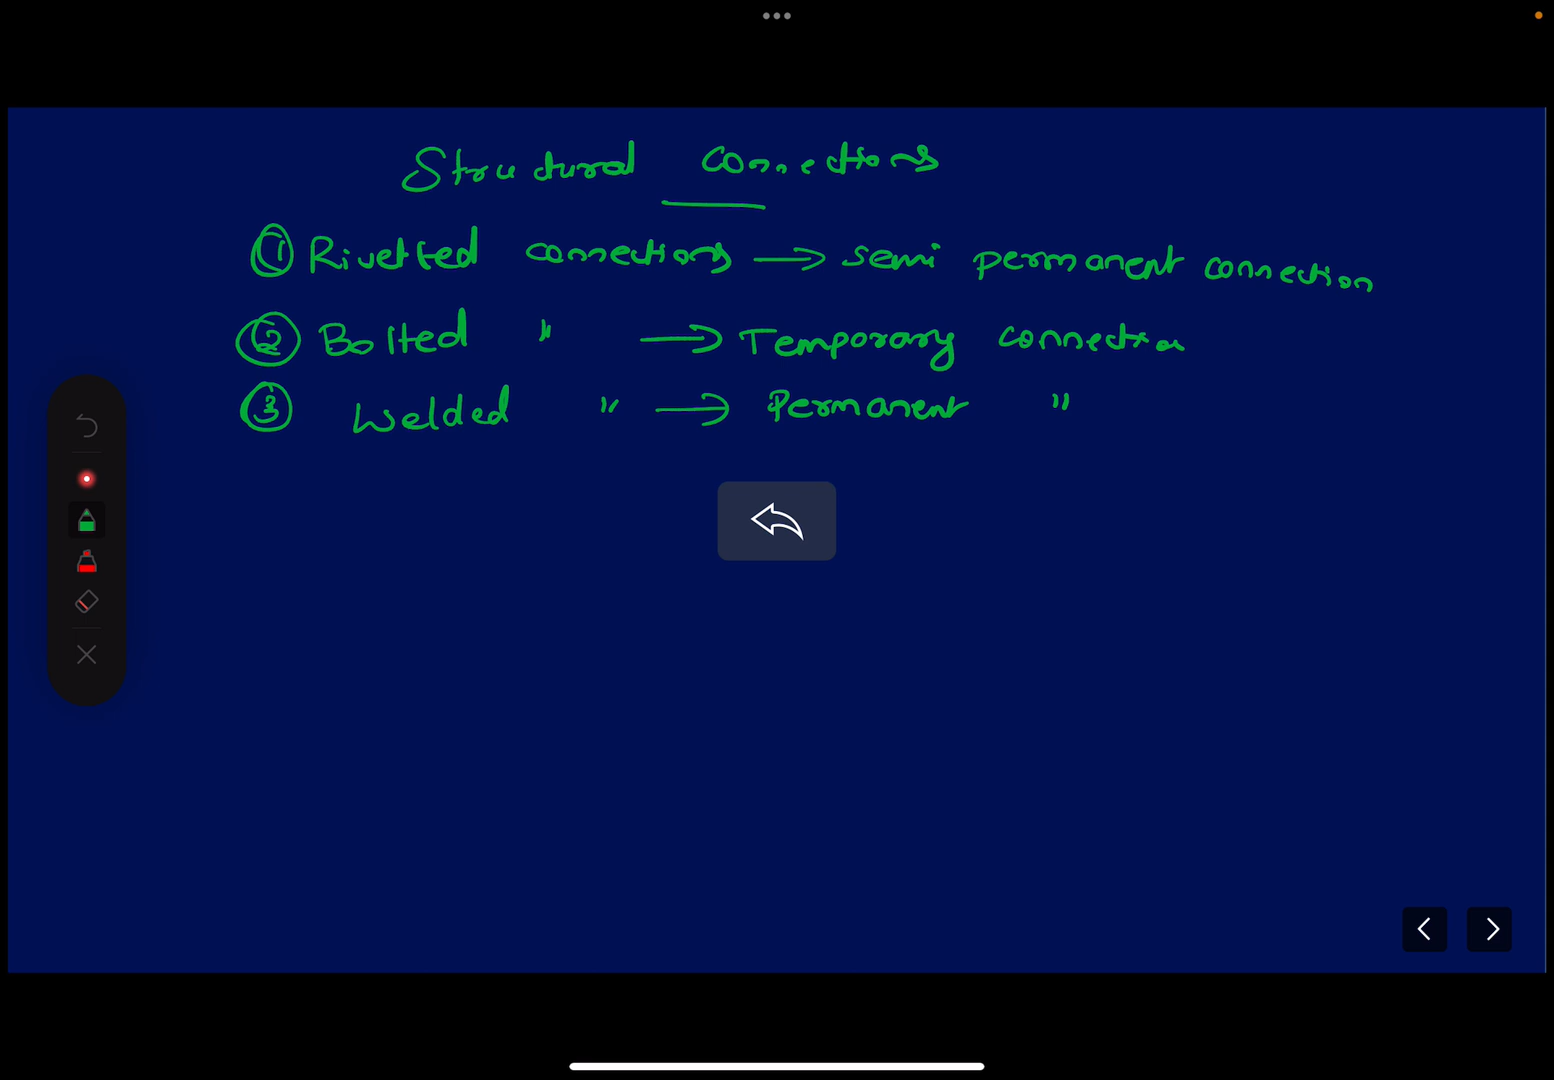 Structural connections
① Rivetted connections → semi permanent connection
② Bolted " → Temporary connection
③ Welded " → Permanent "